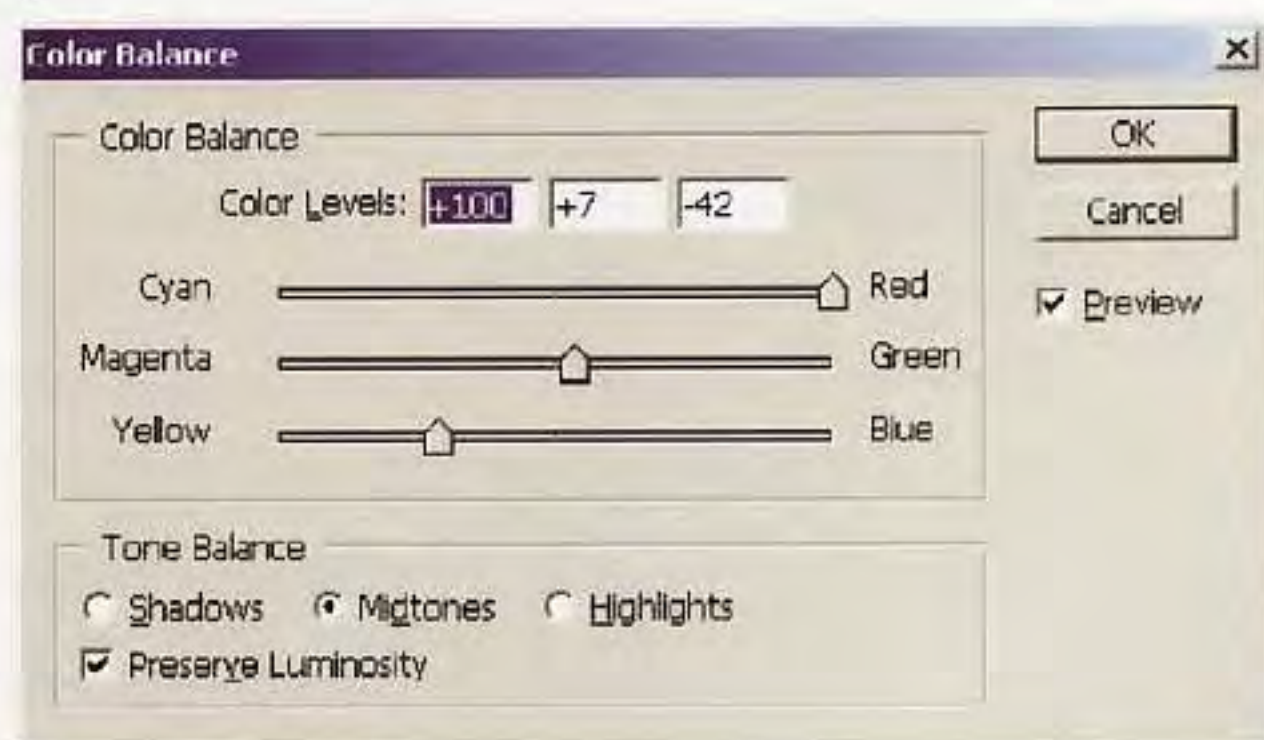 Color Balance
Color Balance
Color Levels: +100 +7 -42
Cyan Red
Magenta Green
Yellow Blue
Tone Balance
Shadows Midtones Highlights
Preserve Luminosity
OK
Cancel
Preview